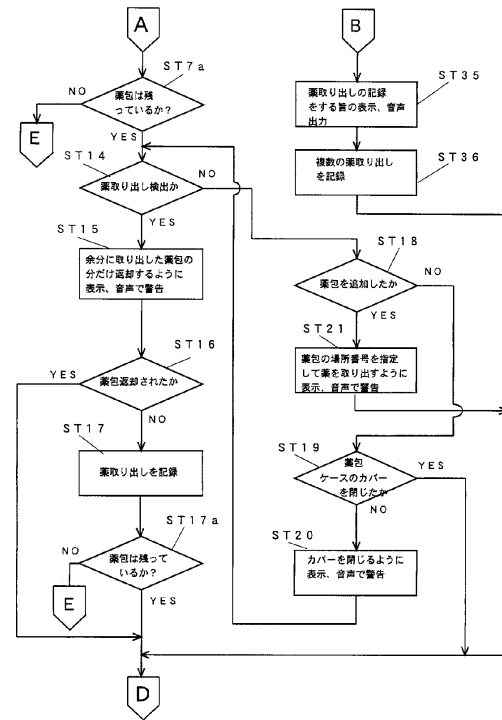 A
ST7a
薬包は残
っているか?
NO
E
YES
ST14
薬取り出し検出か
NO
YES
ST15
余分に取り出した薬包の
分だけ返却するように
表示、音声で警告
ST16
YES
薬包返却されたか
NO
ST17
薬取り出しを記録
ST17a
NO
薬包は残って
いるか?
E
YES
D
B
ST35
薬取り出しの記録
をする旨の表示、音声
出力
ST36
複数の薬取り出し
を記録
ST18
薬包を追加したか
NO
YES
ST21
薬包の場所番号を指定
して薬を取り出すように
表示、音声で警告
ST19
薬包
ケースのカバー
を閉じたか
YES
NO
ST20
カバーを閉じるように
表示、音声で警告